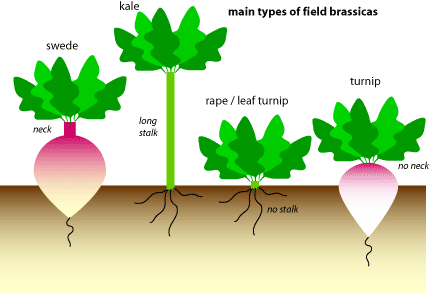 main types of field brassicas
kale
swede
neck
long
stalk
rape / leaf turnip
no stalk
turnip
no neck